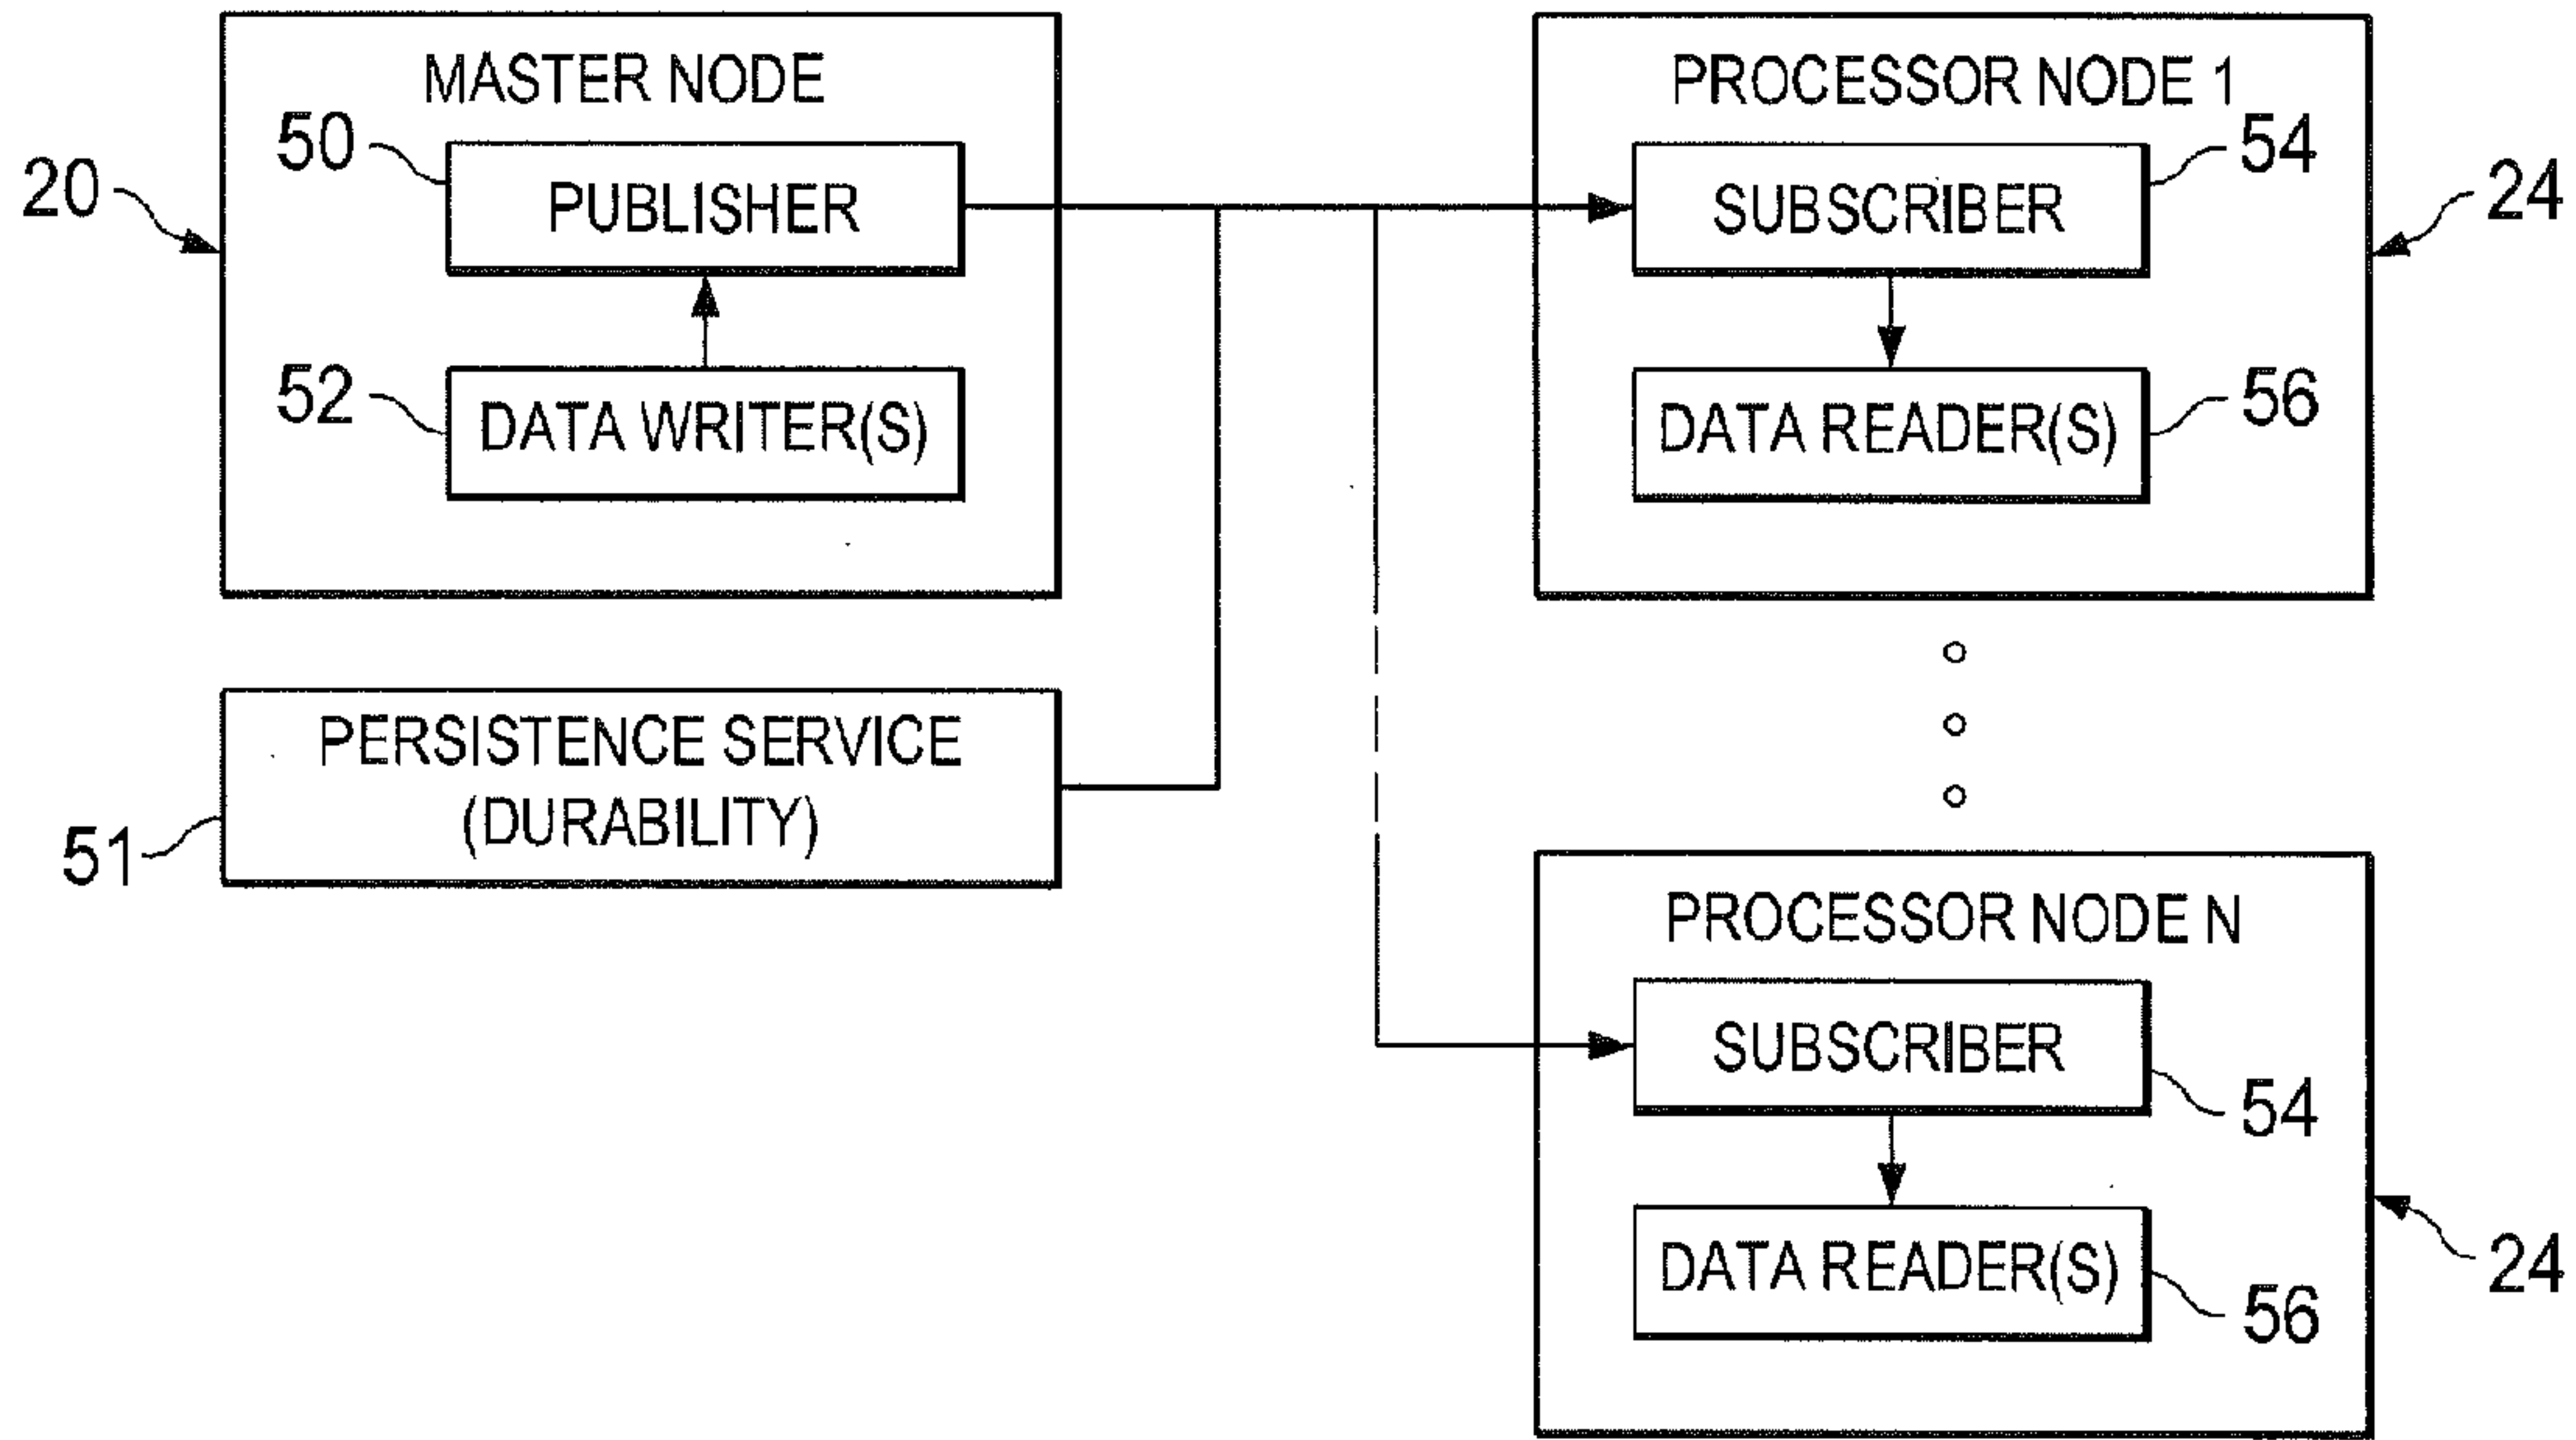 MASTER NODE
50
PUBLISHER
20
52
DATA WRITER(S)
PERSISTENCE SERVICE
(DURABILITY)
51
PROCESSOR NODE 1
54
SUBSCRIBER
24
56
DATA READER(S)
PROCESSOR NODE N
SUBSCRIBER
54
DATA READER(S)
24
56